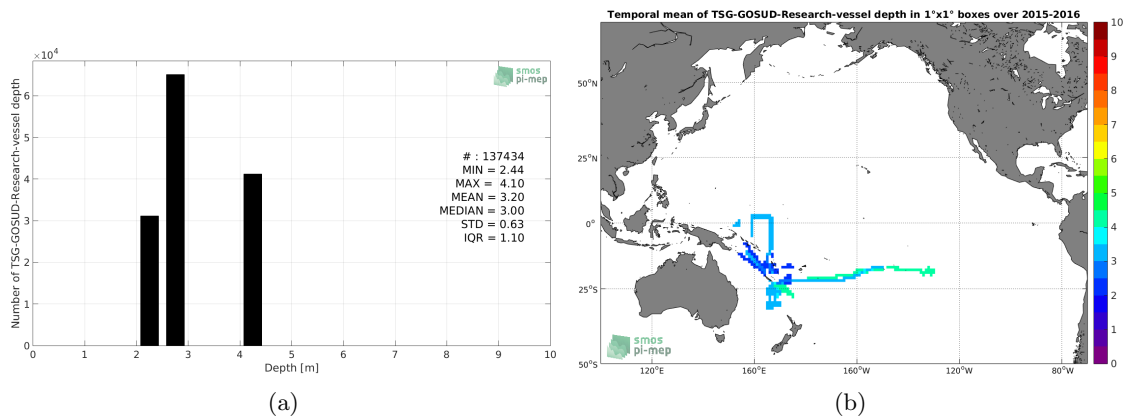 ×10⁴
Number of TSG-GOSUD-Research-vessel depth
6
5
4
3
2
1
0
0 1 2 3 4 5 6 7 8 9 10
Depth [m]
smos
pi-mep
# : 137434
MIN = 2.44
MAX = 4.10
MEAN = 3.20
MEDIAN = 3.00
STD = 0.63
IQR = 1.10
(a)
Temporal mean of TSG-GOSUD-Research-vessel depth in 1°x1° boxes over 2015-2016
50°N
25°N
0°
25°S
50°S
120°E 160°E 160°W 120°W 80°W
smos
pi-mep
10
9
8
7
6
5
4
3
2
1
0
(b)